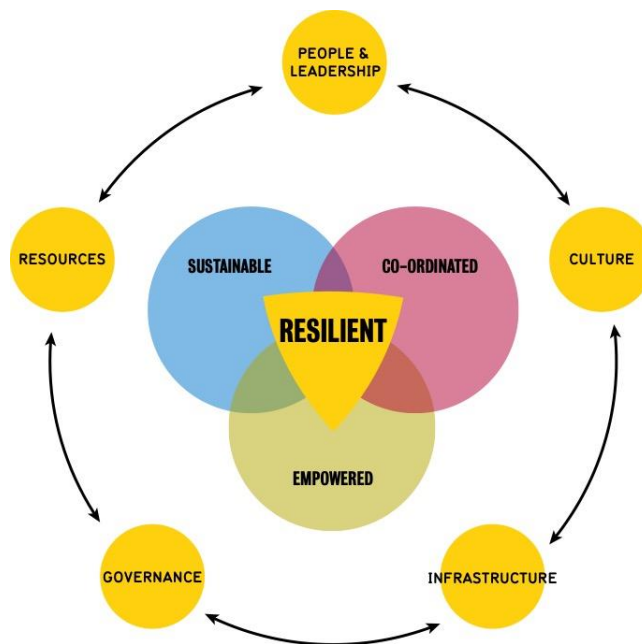 PEOPLE &
LEADERSHIP
RESOURCES
SUSTAINABLE
CO-ORDINATED
CULTURE
RESILIENT
EMPOWERED
GOVERNANCE
INFRASTRUCTURE